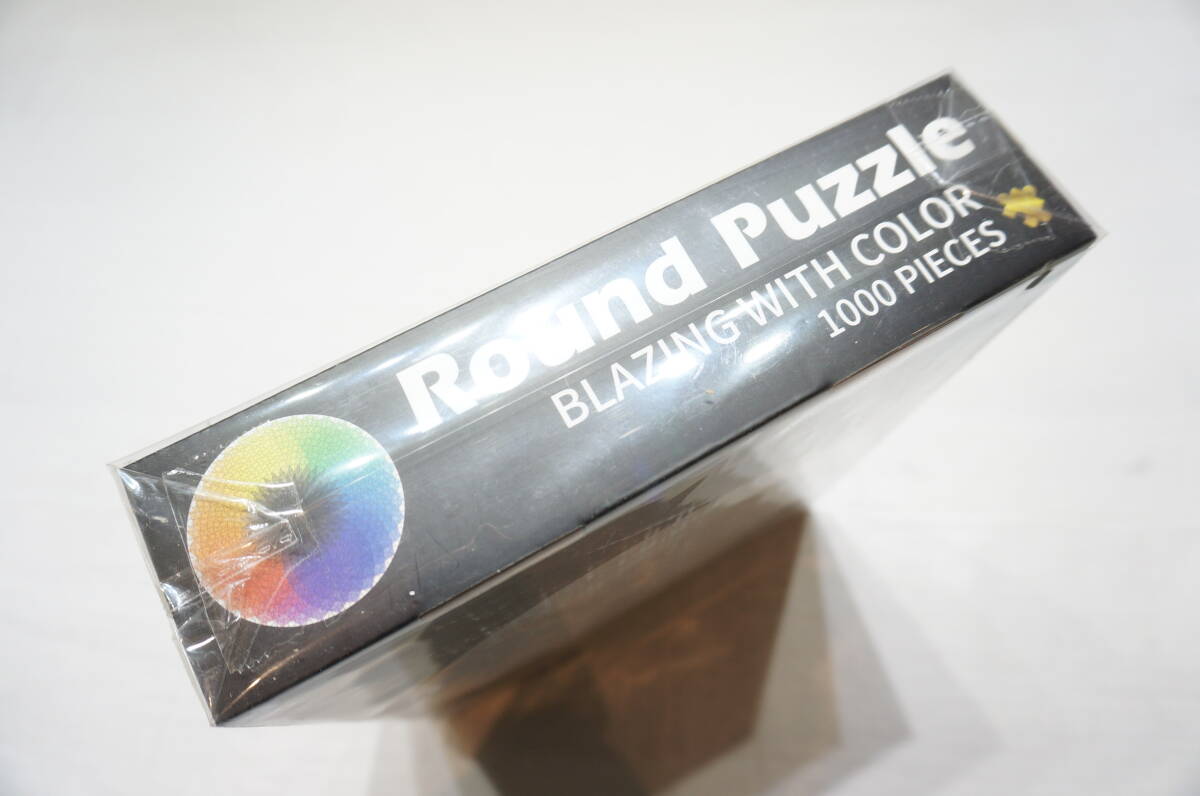 Round Puzzle
BLAZING WITH COLOR
1000 PIECES